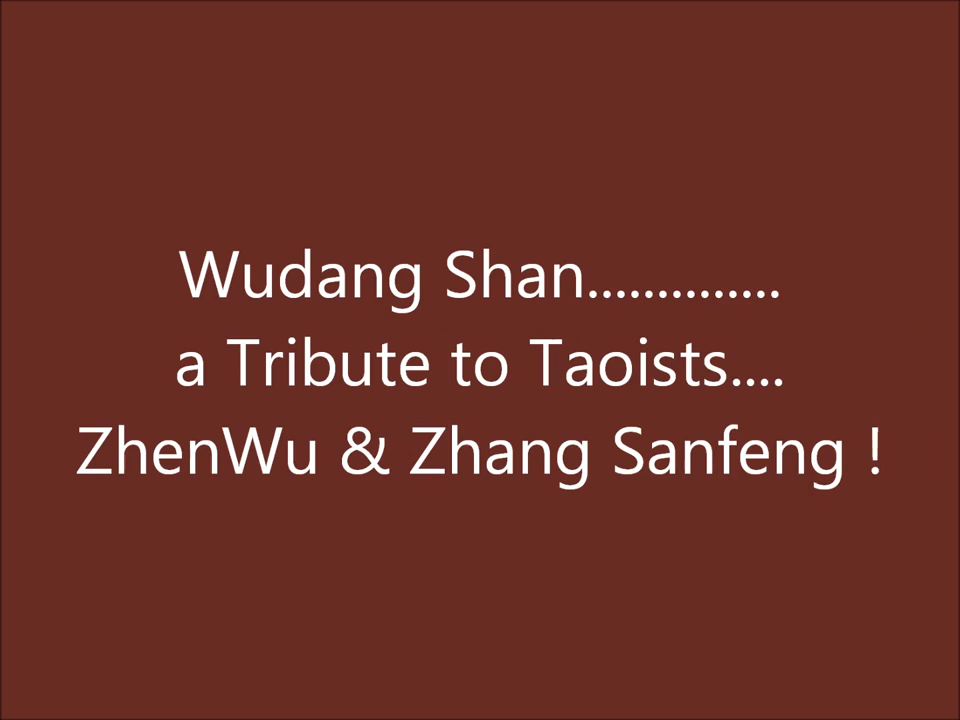 Wudang Shan..............
a Tribute to Taoists....
ZhenWu & Zhang Sanfeng !